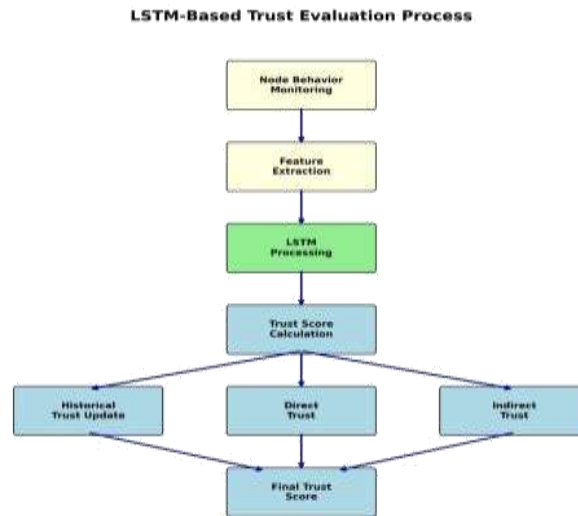 LSTM-Based Trust Evaluation Process
Node Behavior
Monitoring
Feature
Extraction
LSTM
Processing
Trust Score
Calculation
Historical
Trust Update
Direct
Trust
Indirect
Trust
Final Trust
Score